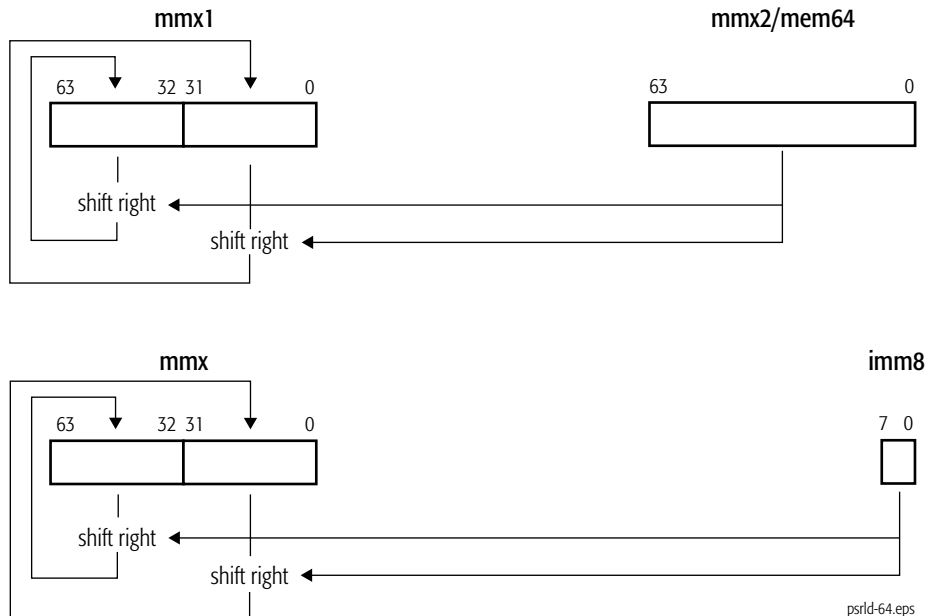 mmx1 mmx2/mem64
63 32 31 0 63 0
shift right
shift right
mmx imm8
63 32 31 0 7 0
shift right
shift right
psrld-64.eps